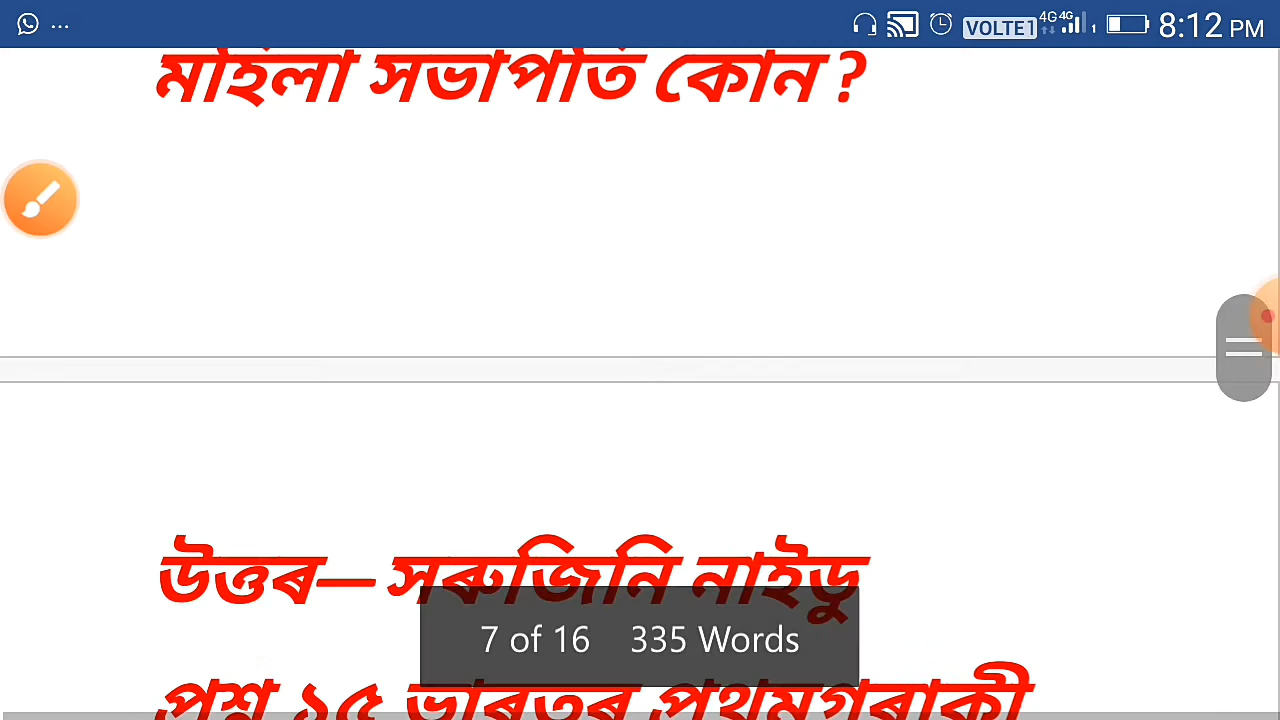 ... VOLTE1 4G 4G 1 8:12 PM
মহিলা সভাপতি কোন ?
উত্তৰ— সৰুজিনি নাইডু
7 of 16 335 Words
প্ৰশ্ন ১৫ ভাৰতৰ প্ৰথমগৰাকী